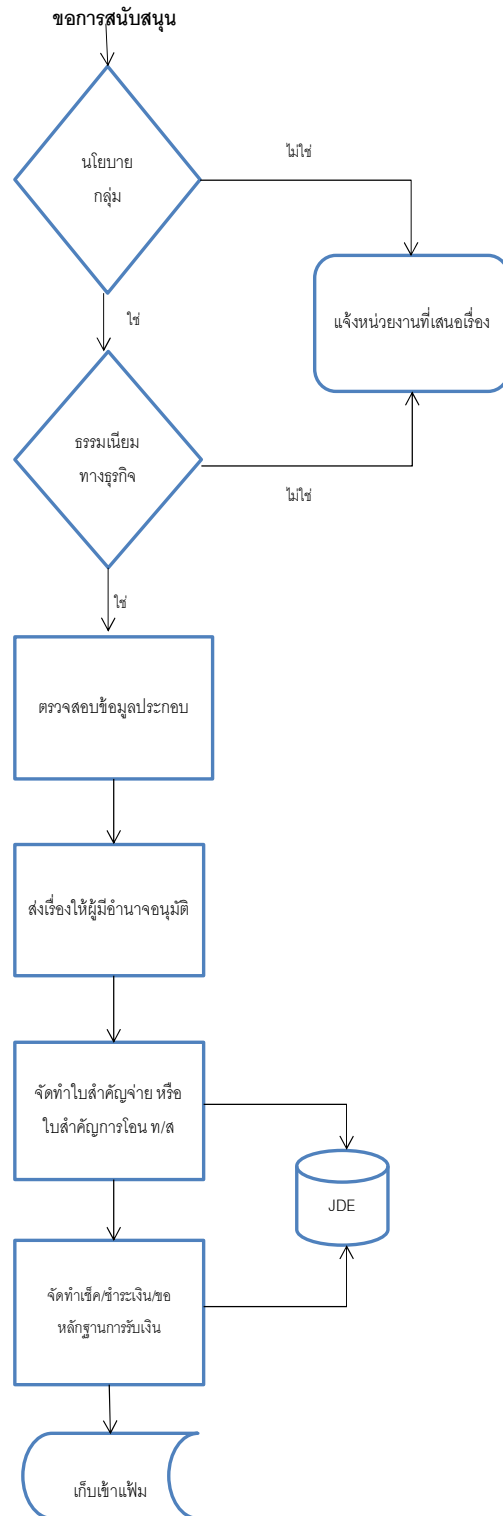 ขอการสนับสนุน
นโยบาย
กลุ่ม
ไม่ใช่
แจ้งหน่วยงานที่เสนอเรื่อง
ใช่
ธรรมเนียม
ทางธุรกิจ
ไม่ใช่
ใช่
ตรวจสอบข้อมูลประกอบ
ส่งเรื่องให้ผู้มีอำนาจอนุมัติ
จัดทำใบสำคัญจ่าย หรือ
ใบสำคัญการโอน ท/ส
JDE
จัดทำเช็ค/ชำระเงิน/ขอ
หลักฐานการรับเงิน
เก็บเข้าแฟ้ม